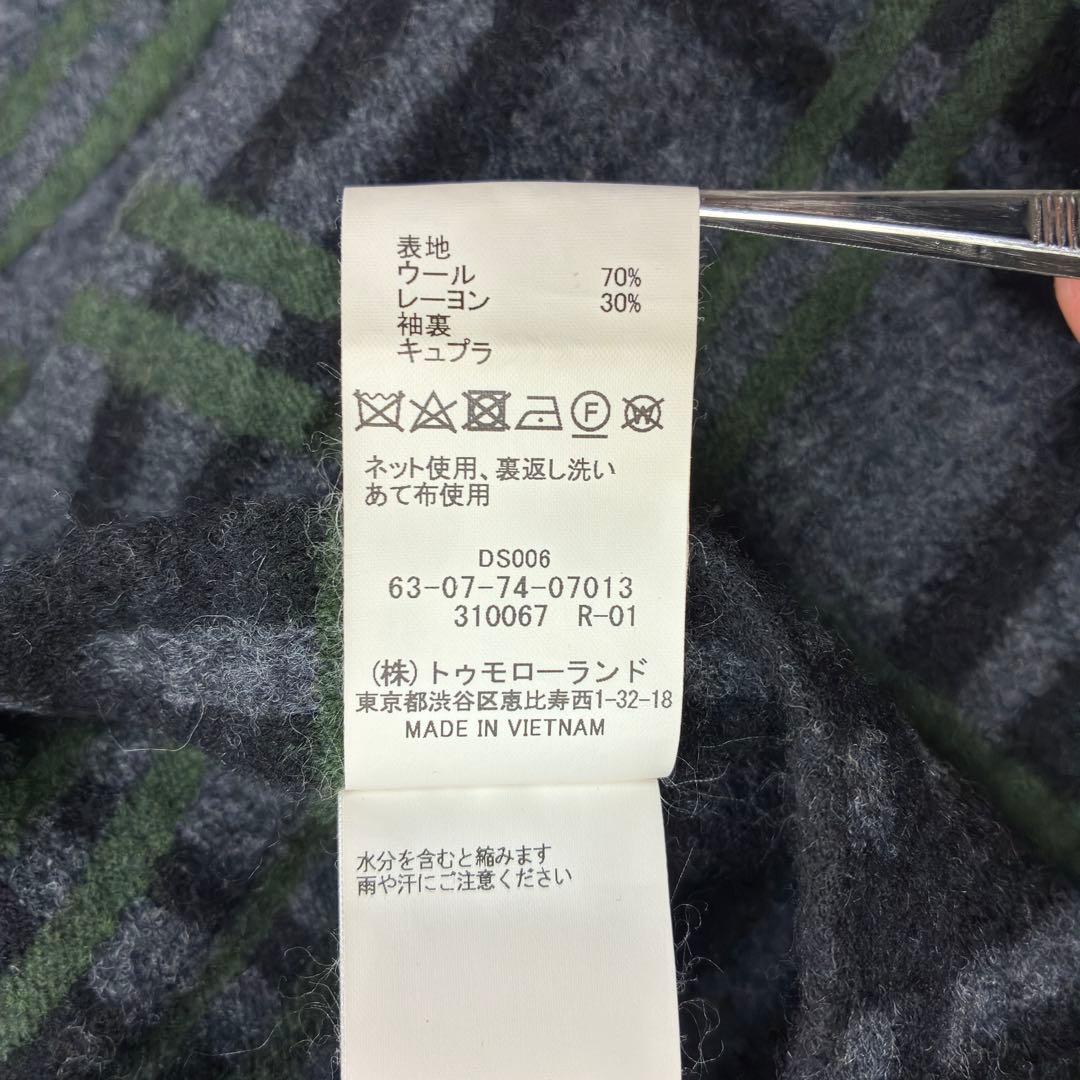 表地
ウール 70%
レーヨン 30%
袖裏
キュプラ
F W
ネット使用、裏返し洗い
あて布使用
DS006
63-07-74-07013
310067 R-01
(株)トゥモローランド
東京都渋谷区恵比寿西1-32-18
MADE IN VIETNAM
水分を含むと縮みます
雨や汗にご注意ください